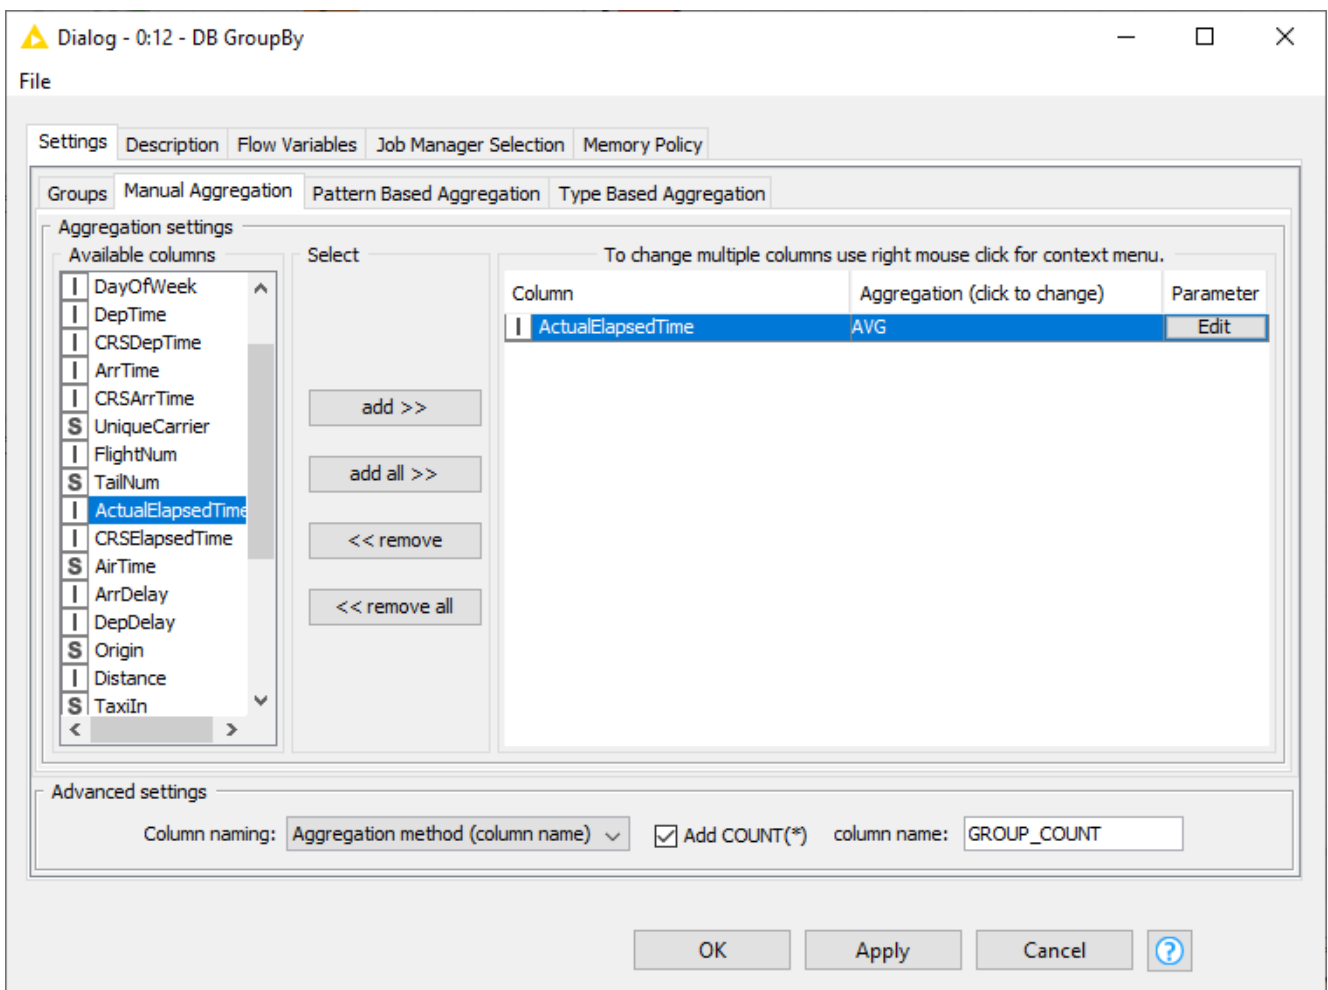 Dialog - 0:12 - DB GroupBy
File
Settings Description Flow Variables Job Manager Selection Memory Policy
Groups Manual Aggregation Pattern Based Aggregation Type Based Aggregation
Aggregation settings
Available columns
I DayOfWeek
I DepTime
I CRSDepTime
I ArrTime
I CRSArrTime
S UniqueCarrier
I FlightNum
S TailNum
I ActualElapsedTime
I CRSElapsedTime
S AirTime
I ArrDelay
I DepDelay
S Origin
I Distance
S TaxiIn
Select
add >>
add all >>
<< remove
<< remove all
To change multiple columns use right mouse click for context menu.
Column Aggregation (click to change) Parameter
I ActualElapsedTime AVG Edit
Advanced settings
Column naming: Aggregation method (column name) Add COUNT(*) column name: GROUP_COUNT
OK Apply Cancel ?